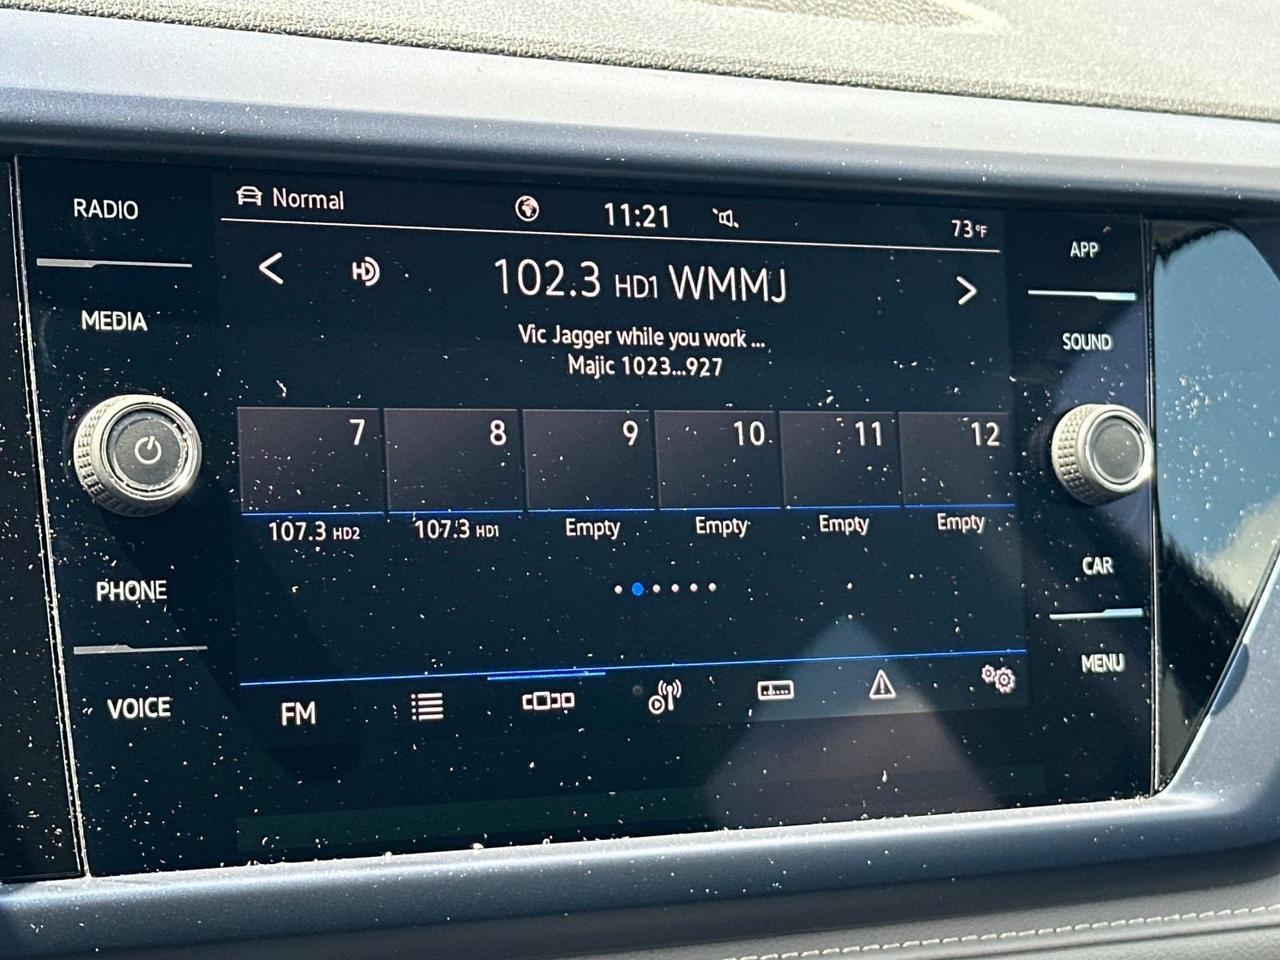 RADIO
MEDIA
PHONE
VOICE
Normal
11:21
73°F
HD
102.3 HD1 WMMJ
Vic Jagger while you work ...
Majic 1023...927
7 8 9 10 11 12
107.3 HD2 107.3 HD1 Empty Empty Empty Empty
FM
APP
SOUND
CAR
MENU